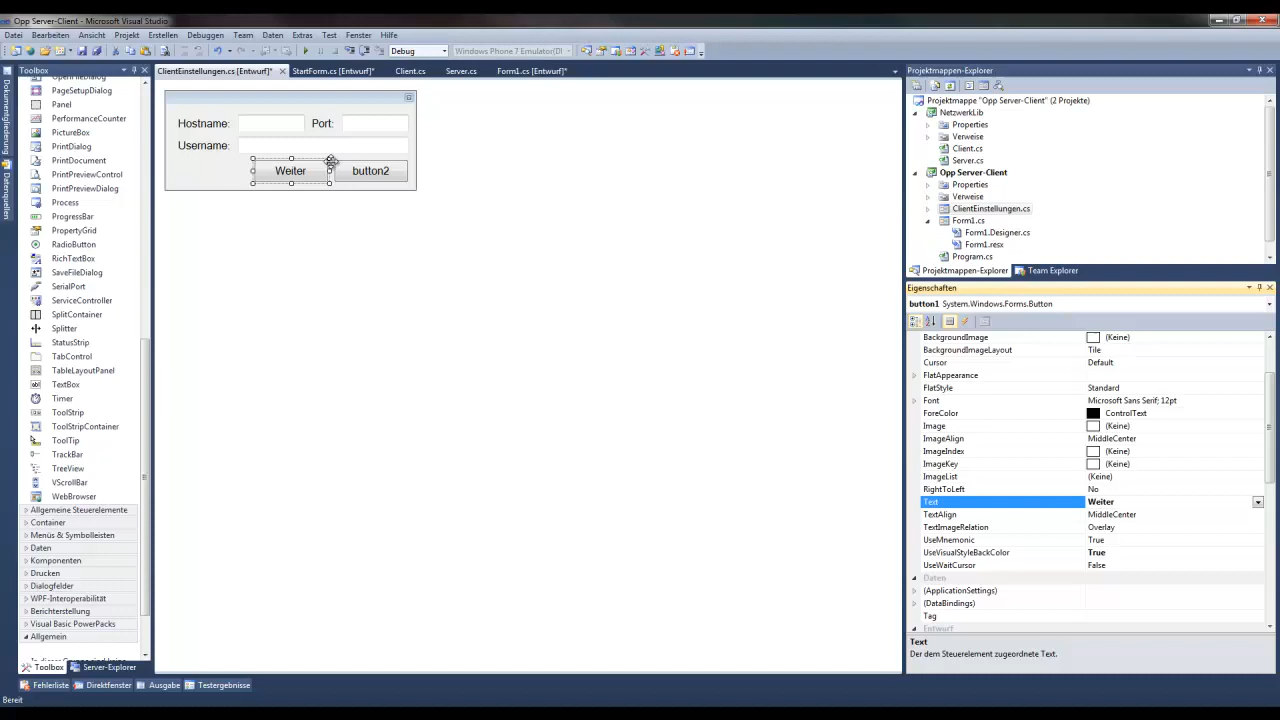 Opp Server-Client - Microsoft Visual Studio
Datei Bearbeiten Ansicht Projekt Erstellen Debuggen Team Daten Extras Test Fenster Hilfe
Debug Windows Phone 7 Emulator(DE
Toolbox
ClientEinstellungen.cs [Entwurf]* StartForm.cs [Entwurf]* Client.cs Server.cs Form1.cs [Entwurf]*
Dokumentgliederung
Datenquellen
OpenFileDialog
PageSetupDialog
Panel
PerformanceCounter
PictureBox
PrintDialog
PrintDocument
PrintPreviewControl
PrintPreviewDialog
Process
ProgressBar
PropertyGrid
RadioButton
RichTextBox
SaveFileDialog
SerialPort
ServiceController
SplitContainer
Splitter
StatusStrip
TabControl
TableLayoutPanel
TextBox
Timer
ToolStrip
ToolStripContainer
ToolTip
TrackBar
TreeView
VScrollBar
WebBrowser
Allgemeine Steuerelemente
Container
Menüs & Symbolleisten
Daten
Komponenten
Drucken
Dialogfelder
WPF-Interoperabilität
Berichterstellung
Visual Basic PowerPacks
Allgemein
Toolbox Server-Explorer
Hostname: Port:
Username:
Weiter button2
Projektmappen-Explorer
Projektmappe "Opp Server-Client" (2 Projekte)
NetzwerkLib
Properties
Verweise
Client.cs
Server.cs
Opp Server-Client
Properties
Verweise
ClientEinstellungen.cs
Form1.cs
Form1.Designer.cs
Form1.resx
Program.cs
Projektmappen-Explorer Team Explorer
Eigenschaften
button1 System.Windows.Forms.Button
BackgroundImage (Keine)
BackgroundImageLayout Tile
Cursor Default
FlatAppearance
FlatStyle Standard
Font Microsoft Sans Serif; 12pt
ForeColor ControlText
Image (Keine)
ImageAlign MiddleCenter
ImageIndex (Keine)
ImageKey (Keine)
ImageList (Keine)
RightToLeft No
Text Weiter
TextAlign MiddleCenter
TextImageRelation Overlay
UseMnemonic True
UseVisualStyleBackColor True
UseWaitCursor False
Daten
(ApplicationSettings)
(DataBindings)
Tag
Entwurf
Text
Der dem Steuerelement zugeordnete Text.
Fehlerliste Direktfenster Ausgabe Testergebnisse
Bereit